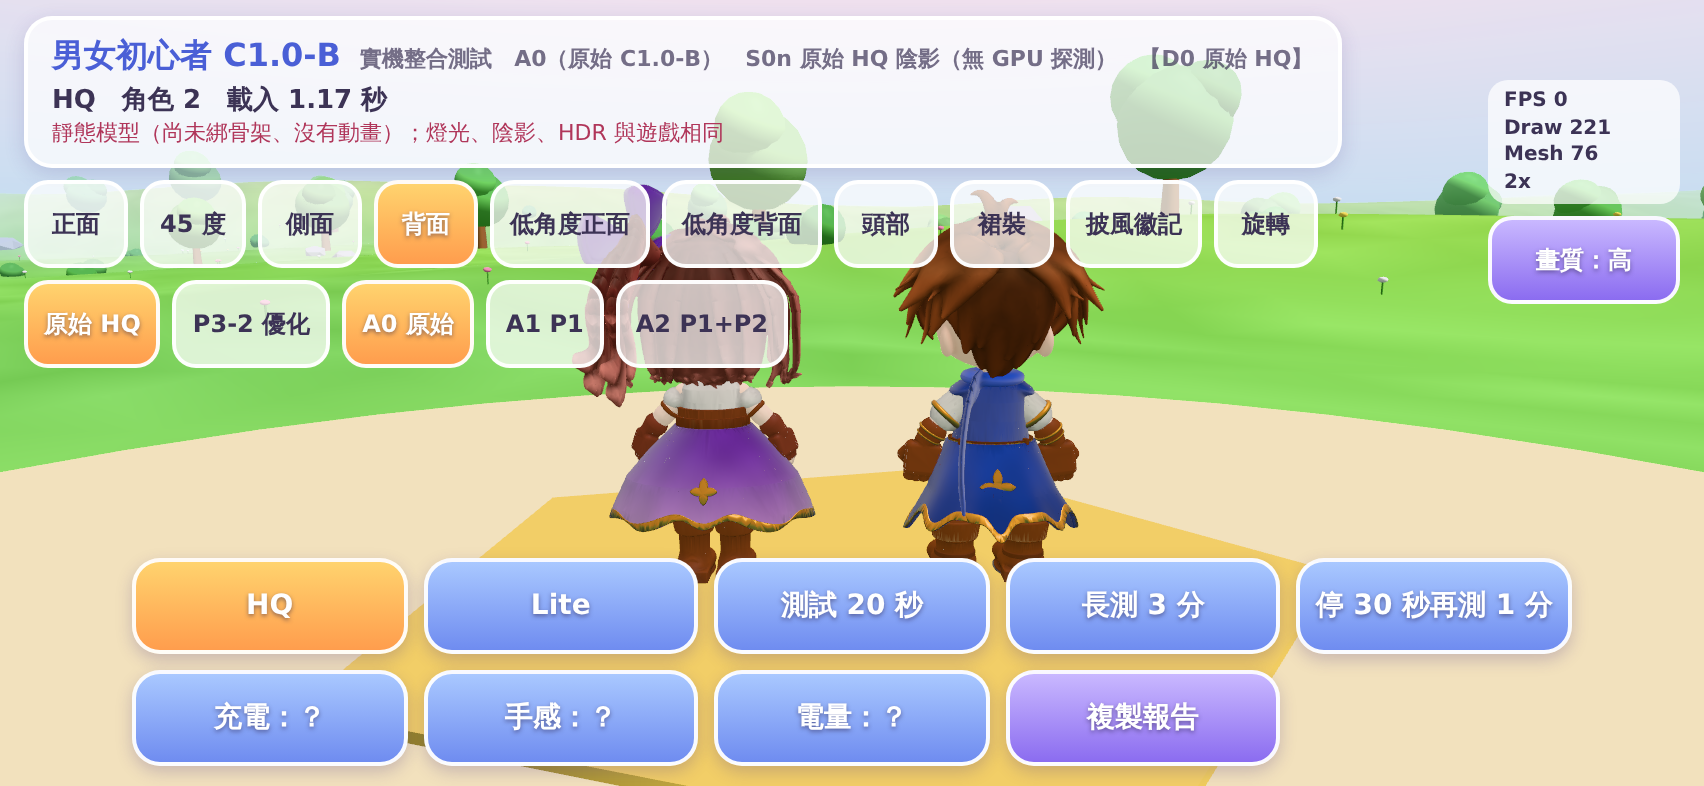 男女初心者 C1.0-B 實機整合測試 A0（原始 C1.0-B） S0n 原始 HQ 陰影（無 GPU 探測） 【D0 原始 HQ】
HQ 角色 2 載入 1.17 秒
靜態模型（尚未綁骨架、沒有動畫）；燈光、陰影、HDR 與遊戲相同
FPS 0
Draw 221
Mesh 76
2x
正面 45 度 側面 背面 低角度正面 低角度背面 頭部 裙裝 披風徽記 旋轉
畫質：高
原始 HQ P3-2 優化 A0 原始 A1 P1 A2 P1+P2
HQ Lite 測試 20 秒 長測 3 分 停 30 秒再測 1 分
充電：？ 手感：？ 電量：？ 複製報告